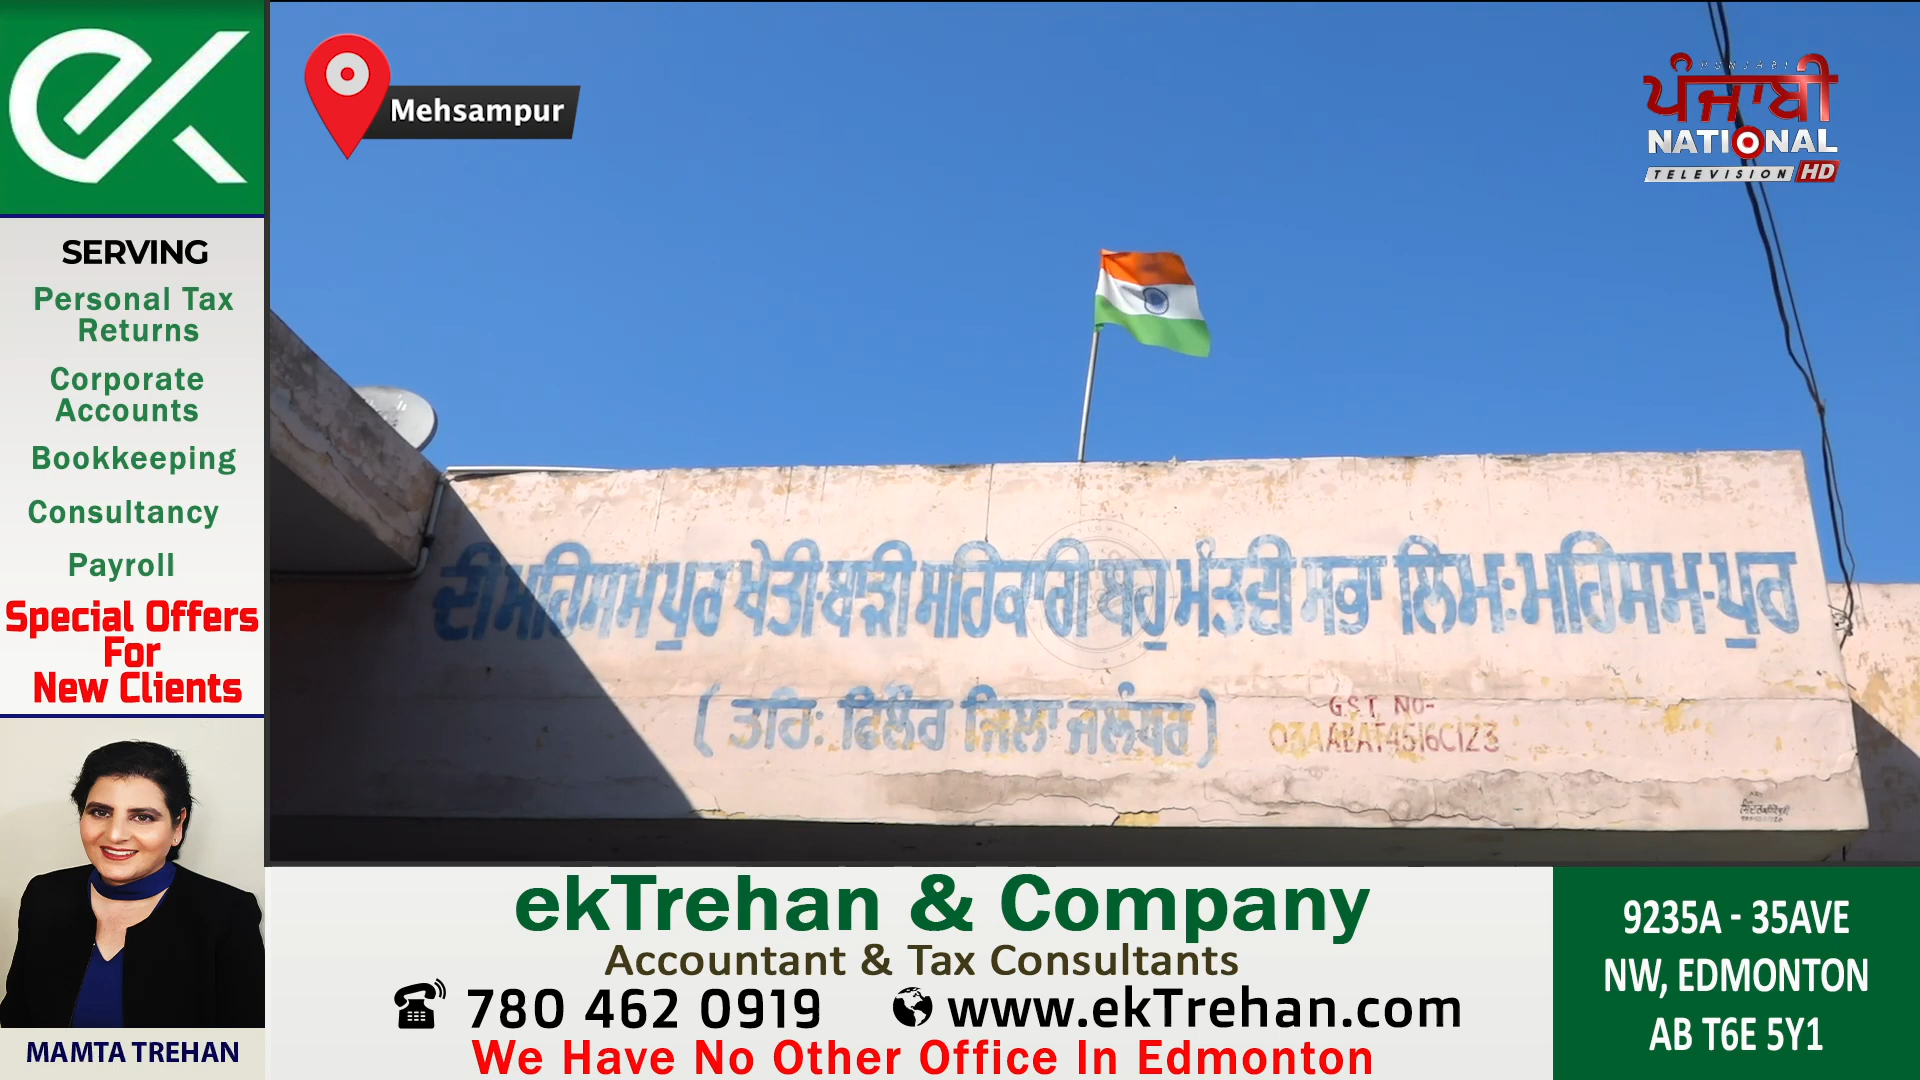 ek
SERVING
Personal Tax
Returns
Corporate
Accounts
Bookkeeping
Consultancy
Payroll
Special Offers
For
New Clients
MAMTA TREHAN
Mehsampur
PUNJABI
ਪੰਜਾਬੀ
NATIONAL
TELEVISION HD
ਦੀ ਮਹਿਸਮਪੁਰ ਖੇਤੀ-ਬਾੜੀ ਸਹਿਕਾਰੀ ਬਹੁ ਮੰਤਵੀ ਸਭਾ ਲਿਮ: ਮਹਿਸਮ-ਪੁਰ
( ਤਹਿ: ਫਿਲੌਰ ਜਿਲਾ ਜਲੰਧਰ )
GST NO-
03AABAT4516C1Z3
ekTrehan & Company
Accountant & Tax Consultants
780 462 0919 www.ekTrehan.com
We Have No Other Office In Edmonton
9235A - 35AVE
NW, EDMONTON
AB T6E 5Y1